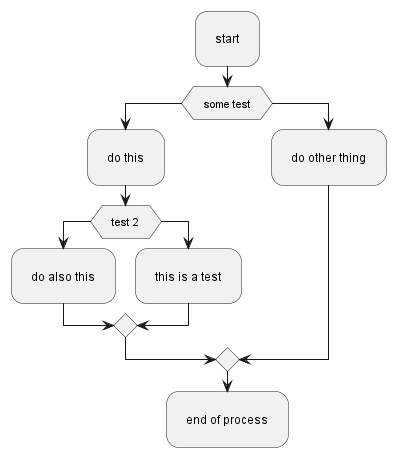 start
some test
do this
do other thing
test 2
do also this
this is a test
end of process